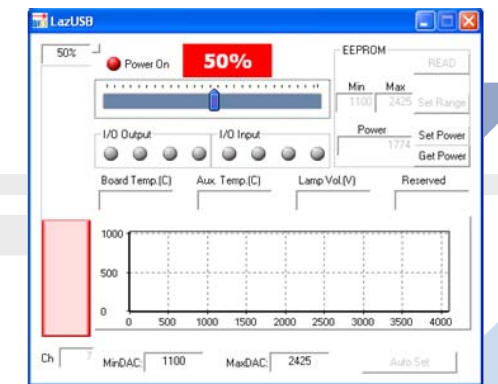 LazUSB
50%
Power On
50%
EEPROM
READ
Min Max
1100 2425 Set Range
I/O Output I/O Input
Power
1774
Set Power
Get Power
Board Temp.(C) Aux. Temp.(C) Lamp Vol.(V) Reserved
1000
500
0
0 500 1000 1500 2000 2500 3000 3500 4000
Ch 7 MinDAC: 1100 MaxDAC: 2425 Auto Set